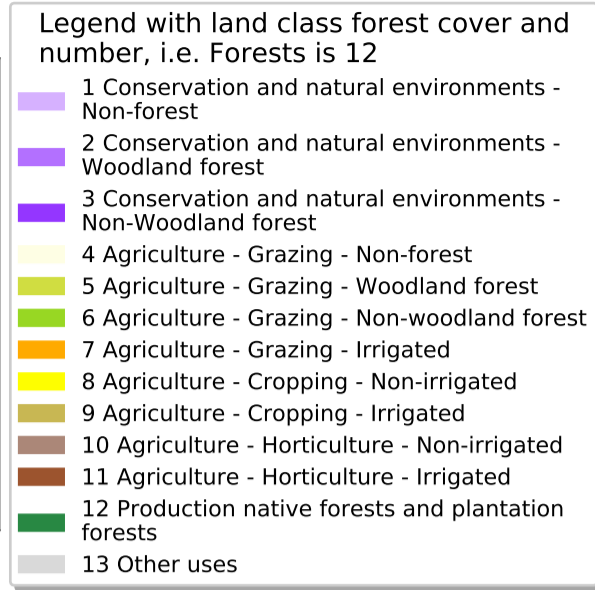 Legend with land class forest cover and
number, i.e. Forests is 12
1 Conservation and natural environments -
Non-forest
2 Conservation and natural environments -
Woodland forest
3 Conservation and natural environments -
Non-Woodland forest
4 Agriculture - Grazing - Non-forest
5 Agriculture - Grazing - Woodland forest
6 Agriculture - Grazing - Non-woodland forest
7 Agriculture - Grazing - Irrigated
8 Agriculture - Cropping - Non-irrigated
9 Agriculture - Cropping - Irrigated
10 Agriculture - Horticulture - Non-irrigated
11 Agriculture - Horticulture - Irrigated
12 Production native forests and plantation
forests
13 Other uses